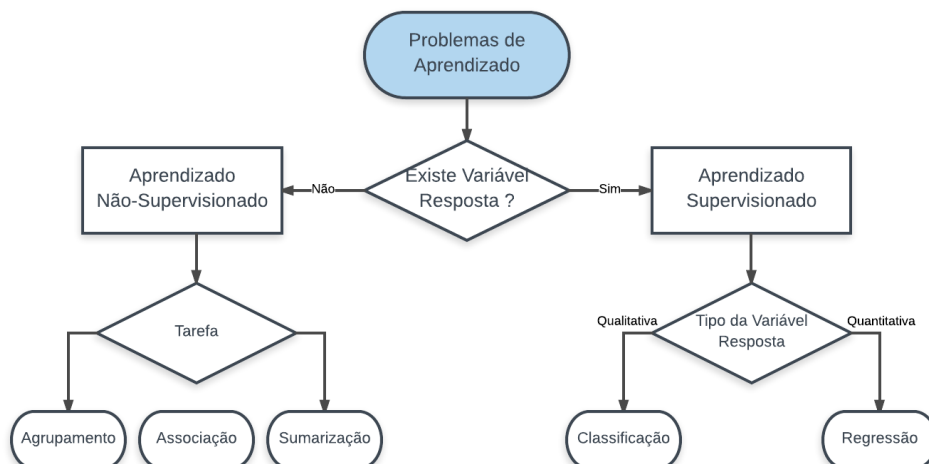 Problemas de
Aprendizado
Existe Variável
Resposta ?
Não
Sim
Aprendizado
Não-Supervisionado
Aprendizado
Supervisionado
Tarefa
Qualitativa
Tipo da Variável
Resposta
Quantitativa
Agrupamento
Associação
Sumarização
Classificação
Regressão